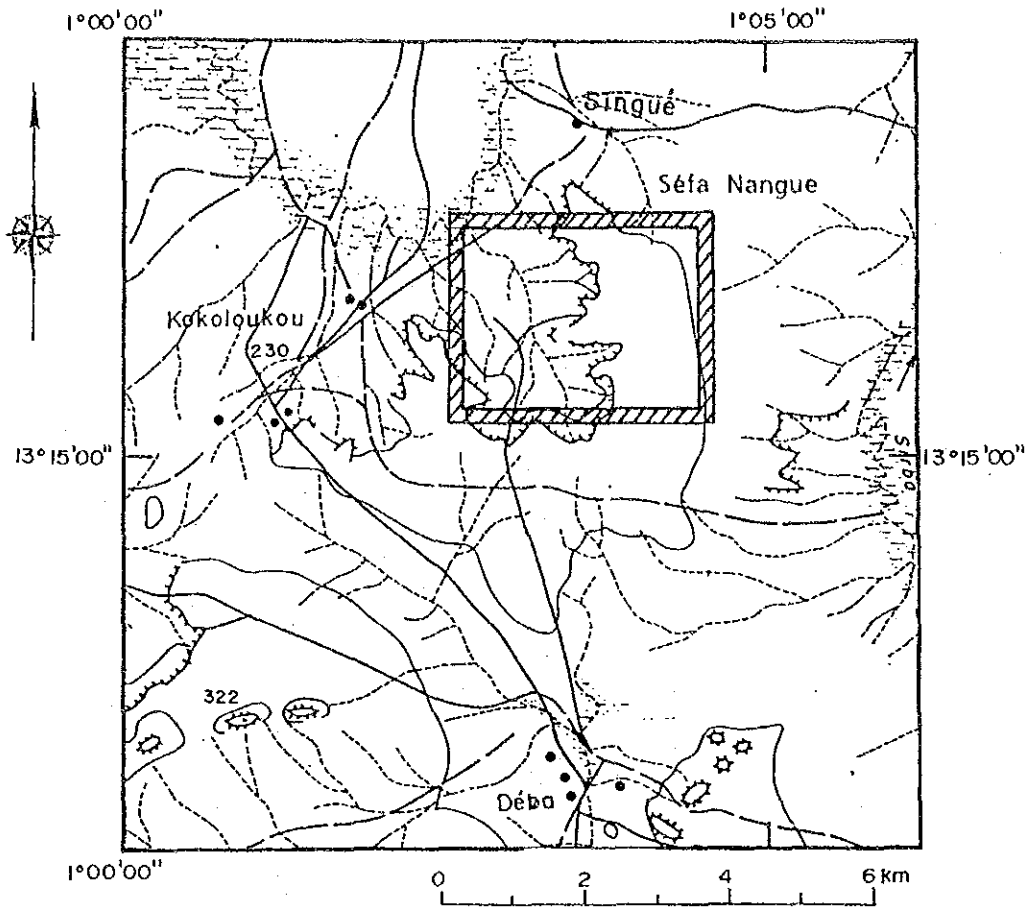 1°00'00"
1°05'00"
Singué
Séfa Nangue
Kokoloukou
230
13°15'00"
13°15'00"
Sirba
322
Déba
1°00'00"
0 2 4 6 km